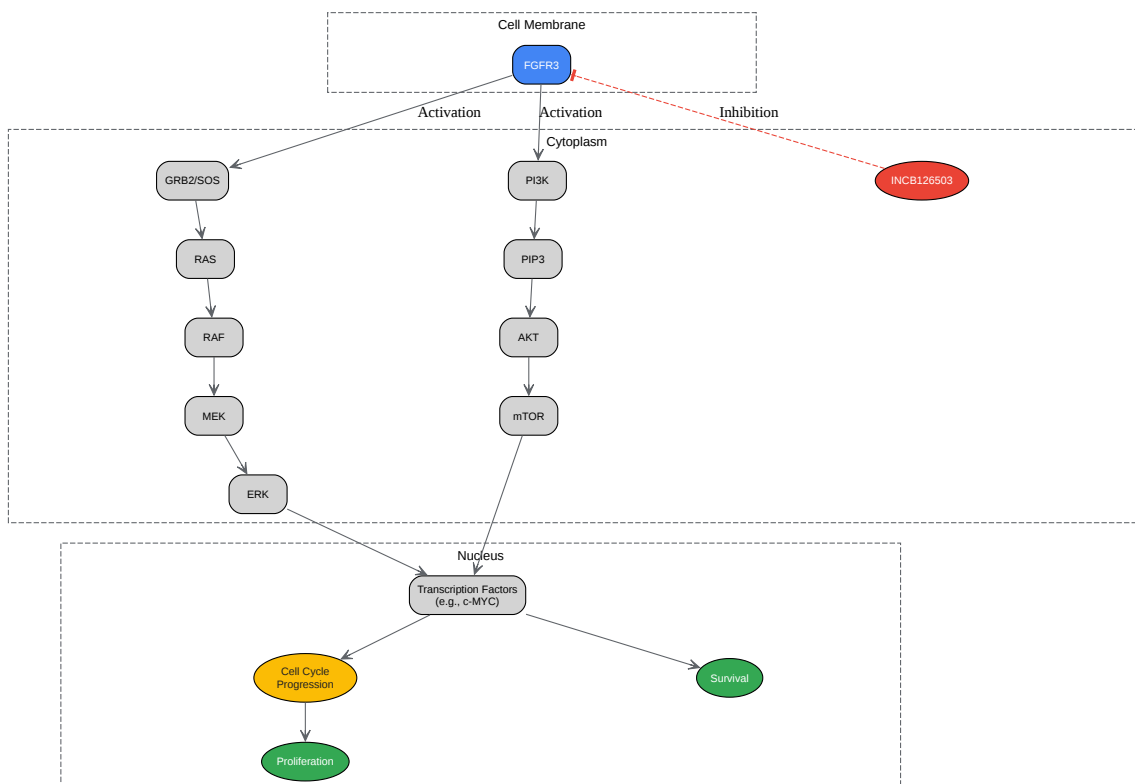 Cell Membrane
FGFR3
Activation
Activation
Inhibition
Cytoplasm
GRB2/SOS
PI3K
INCB126503
RAS
PIP3
RAF
AKT
MEK
mTOR
ERK
Nucleus
Transcription Factors
(e.g., c-MYC)
Cell Cycle
Progression
Survival
Proliferation